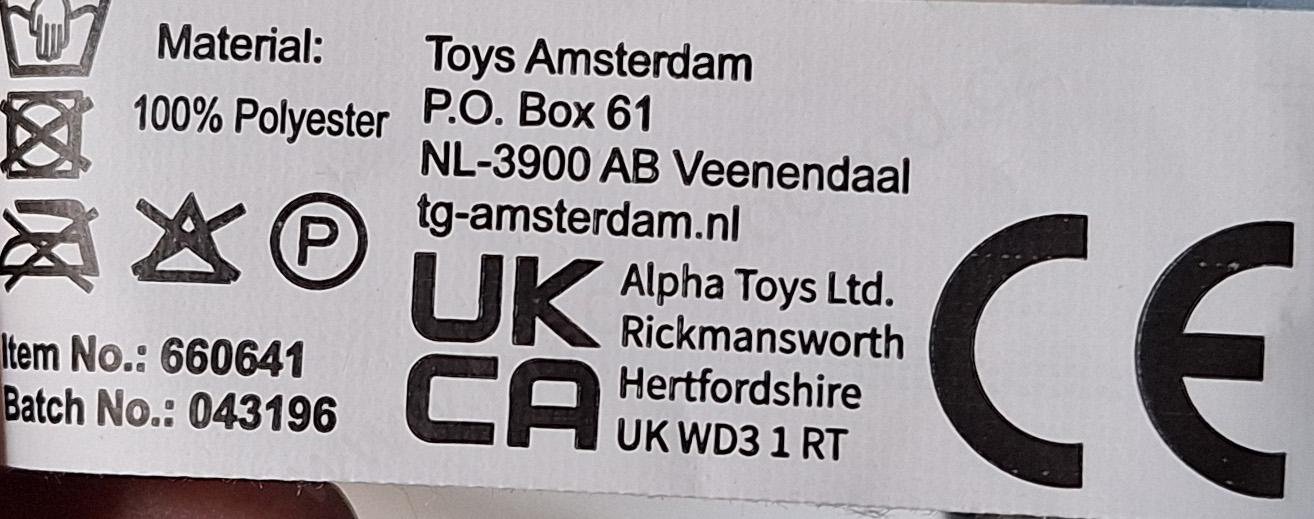 Material:
100% Polyester
P
Item No.: 660641
Batch No.: 043196
Toys Amsterdam
P.O. Box 61
NL-3900 AB Veenendaal
tg-amsterdam.nl
UK
CA
Alpha Toys Ltd.
Rickmansworth
Hertfordshire
UK WD3 1 RT
CE